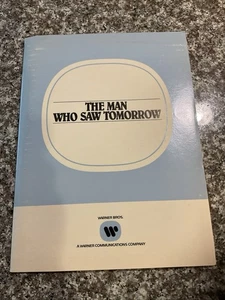 THE MAN
WHO SAW TOMORROW
WARNER BROS.
W
A WARNER COMMUNICATIONS COMPANY